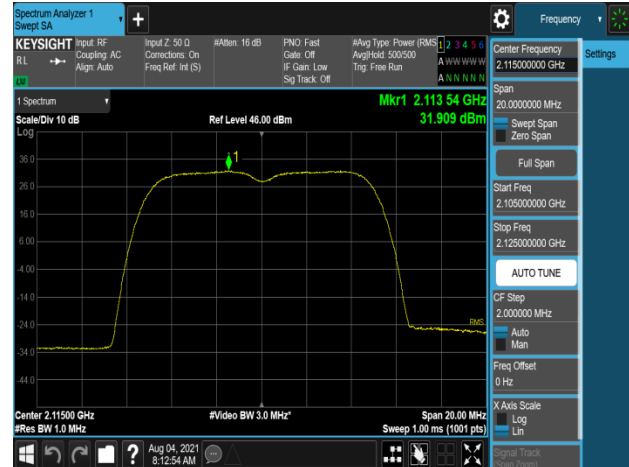 Spectrum Analyzer 1
Swept SA
Frequency
KEYSIGHT
RL
Input: RF
Coupling: AC
Align: Auto
Input Z: 50 Ω
Corrections: On
Freq Ref: Int (S)
#Atten: 16 dB
PNO: Fast
Gate: Off
IF Gain: Low
Sig Track: Off
#Avg Type: Power (RMS
Avg|Hold: 500/500
Trig: Free Run
1 2 3 4 5 6
A W W W W W
A N N N N N
Center Frequency
2.115000000 GHz
Settings
Span
20.0000000 MHz
Swept Span
Zero Span
Full Span
Start Freq
2.105000000 GHz
Stop Freq
2.125000000 GHz
AUTO TUNE
CF Step
2.000000 MHz
Auto
Man
Freq Offset
0 Hz
X Axis Scale
Log
Lin
Signal Track
(Span Zoom)
1 Spectrum
Scale/Div 10 dB
Ref Level 46.00 dBm
Mkr1 2.113 54 GHz
31.909 dBm
Log
1
36.0
26.0
16.0
6.00
-4.00
-14.0
-24.0
RMS
-34.0
-44.0
Center 2.11500 GHz
#Res BW 1.0 MHz
#Video BW 3.0 MHz*
Span 20.00 MHz
Sweep 1.00 ms (1001 pts)
Aug 04, 2021
8:12:54 AM